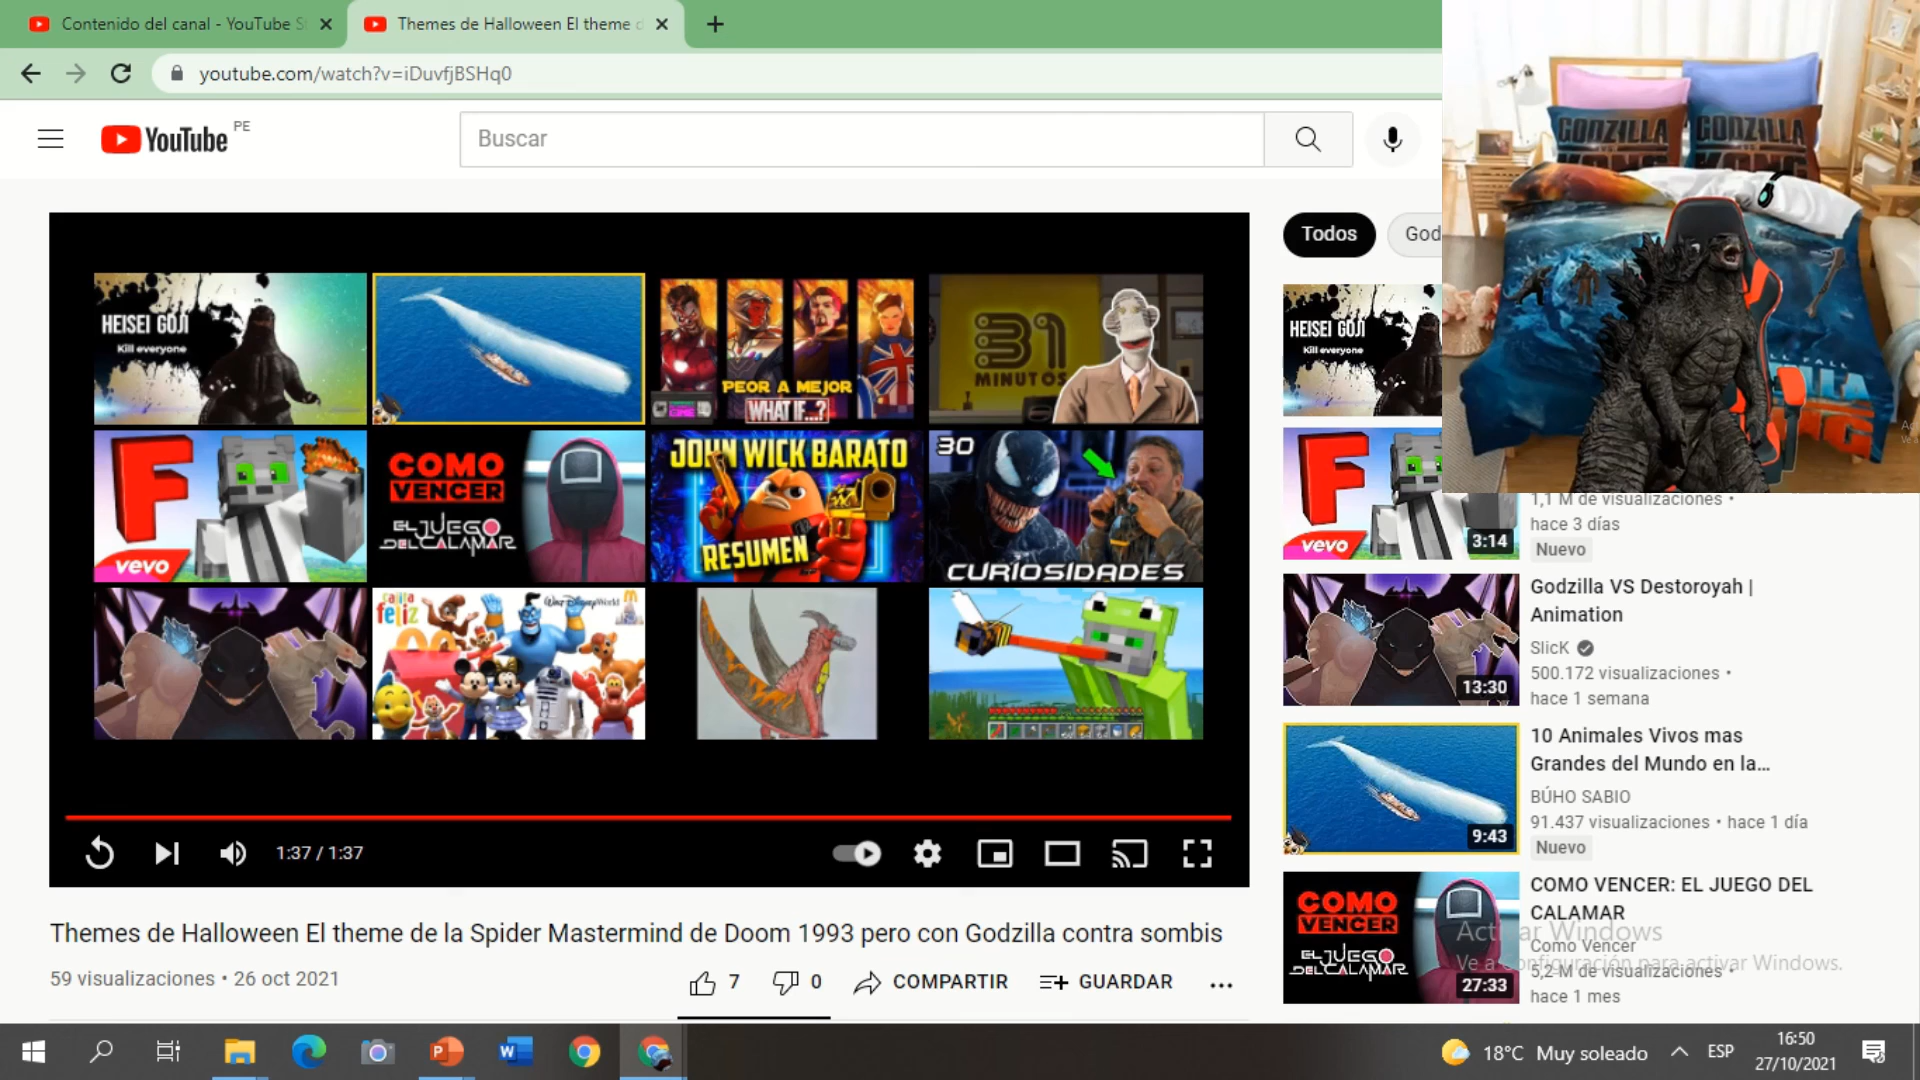 Contenido del canal - YouTube S
Themes de Halloween El theme d
youtube.com/watch?v=iDuvfjBSHq0
YouTube PE
Buscar
GODZILLA
GODZILLA
Todos
God
HEISEI GOJI
Kill everyone
PEOR A MEJOR
WHAT IF...?
31
MINUTOS
HEISEI GOJI
Kill everyone
F
vevo
COMO
VENCER
EL JUEGO
DEL CALAMAR
JOHN WICK BARATO
RESUMEN
30
CURIOSIDADES
F
vevo
3:14
1,1 M de visualizaciones •
hace 3 días
Nuevo
cajita
feliz
Walt Disney World
13:30
Godzilla VS Destoroyah |
Animation
SlicK
500.172 visualizaciones •
hace 1 semana
9:43
10 Animales Vivos mas
Grandes del Mundo en la...
BÚHO SABIO
91.437 visualizaciones • hace 1 día
Nuevo
1:37 / 1:37
COMO
VENCER
EL JUEGO
DEL CALAMAR
27:33
COMO VENCER: EL JUEGO DEL
CALAMAR
Como Vencer
5,2 M de visualizaciones •
hace 1 mes
Activar Windows
Ve a Configuración para activar Windows.
Themes de Halloween El theme de la Spider Mastermind de Doom 1993 pero con Godzilla contra sombis
59 visualizaciones • 26 oct 2021
7
0
COMPARTIR
GUARDAR
18°C Muy soleado
ESP
16:50
27/10/2021